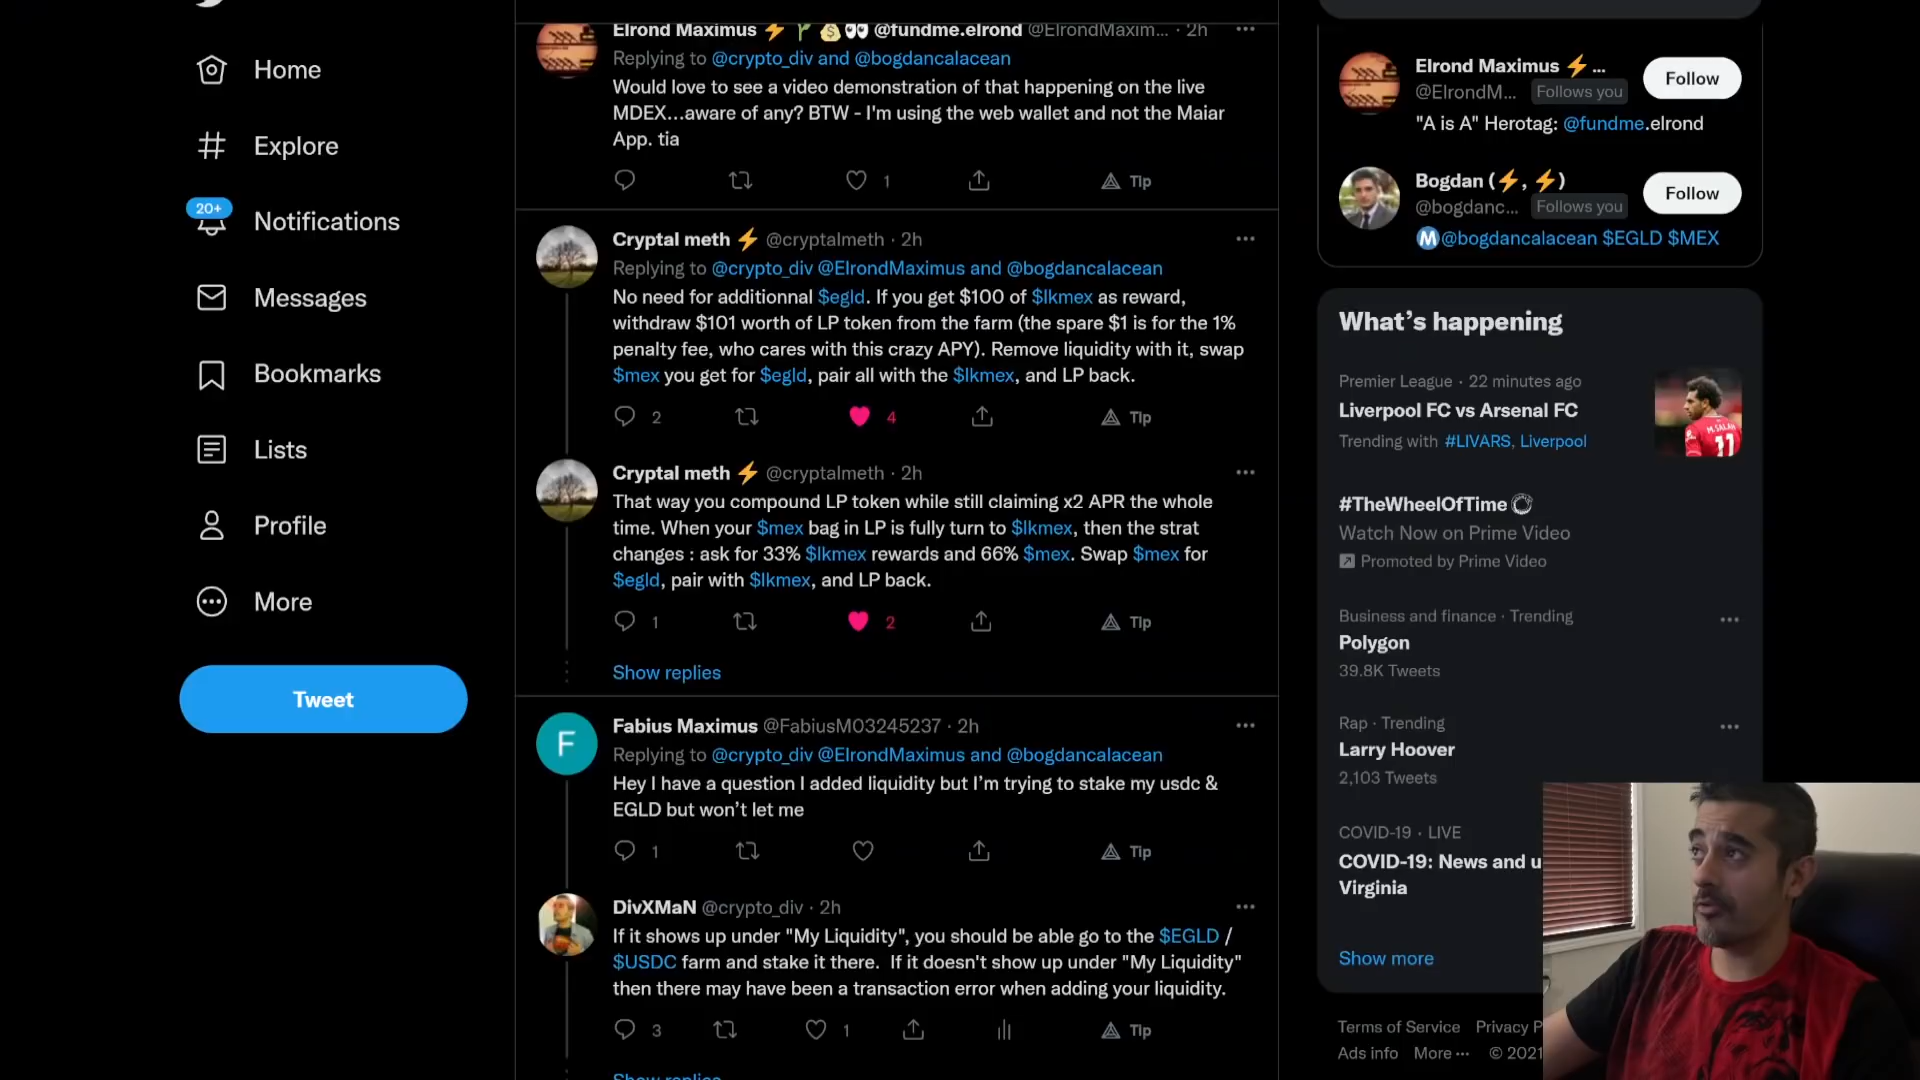 Home
Explore
20+
Notifications
Messages
Bookmarks
Lists
Profile
More
Tweet
Elrond Maximus @fundme.elrond @ElrondMaxim... · 2h
Replying to @crypto_div and @bogdancalacean
Would love to see a video demonstration of that happening on the live
MDEX...aware of any? BTW - I'm using the web wallet and not the Maiar
App. tia
1 Tip
Cryptal meth ⚡ @cryptalmeth · 2h
Replying to @crypto_div @ElrondMaximus and @bogdancalacean
No need for additionnal $egld. If you get $100 of $lkmex as reward,
withdraw $101 worth of LP token from the farm (the spare $1 is for the 1%
penalty fee, who cares with this crazy APY). Remove liquidity with it, swap
$mex you get for $egld, pair all with the $lkmex, and LP back.
2 4 Tip
Cryptal meth ⚡ @cryptalmeth · 2h
That way you compound LP token while still claiming x2 APR the whole
time. When your $mex bag in LP is fully turn to $lkmex, then the strat
changes : ask for 33% $lkmex rewards and 66% $mex. Swap $mex for
$egld, pair with $lkmex, and LP back.
1 2 Tip
Show replies
F
Fabius Maximus @FabiusM03245237 · 2h
Replying to @crypto_div @ElrondMaximus and @bogdancalacean
Hey I have a question I added liquidity but I'm trying to stake my usdc &
EGLD but won't let me
1 Tip
DivXMaN @crypto_div · 2h
If it shows up under "My Liquidity", you should be able go to the $EGLD /
$USDC farm and stake it there. If it doesn't show up under "My Liquidity"
then there may have been a transaction error when adding your liquidity.
3 1 Tip
Show replies
Elrond Maximus ⚡ ...
@ElrondM... Follows you
Follow
"A is A" Herotag: @fundme.elrond
Bogdan (⚡, ⚡)
@bogdanc... Follows you
Follow
M@bogdancalacean $EGLD $MEX
What's happening
Premier League · 22 minutes ago
Liverpool FC vs Arsenal FC
Trending with #LIVARS, Liverpool
M.SALAH
11
#TheWheelOfTime
Watch Now on Prime Video
Promoted by Prime Video
Business and finance · Trending
Polygon
39.8K Tweets
Rap · Trending
Larry Hoover
2,103 Tweets
COVID-19 · LIVE
COVID-19: News and u
Virginia
Show more
Terms of Service Privacy P
Ads info More ··· © 2021